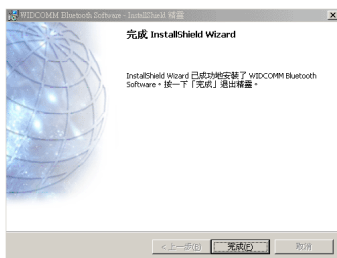 WIDCOMM Bluetooth Software - InstallShield 精靈
完成 InstallShield Wizard
InstallShield Wizard 已成功地安裝了 WIDCOMM Bluetooth
Software。按一下「完成」退出精靈。
< 上一步(B)
完成(F)
取消